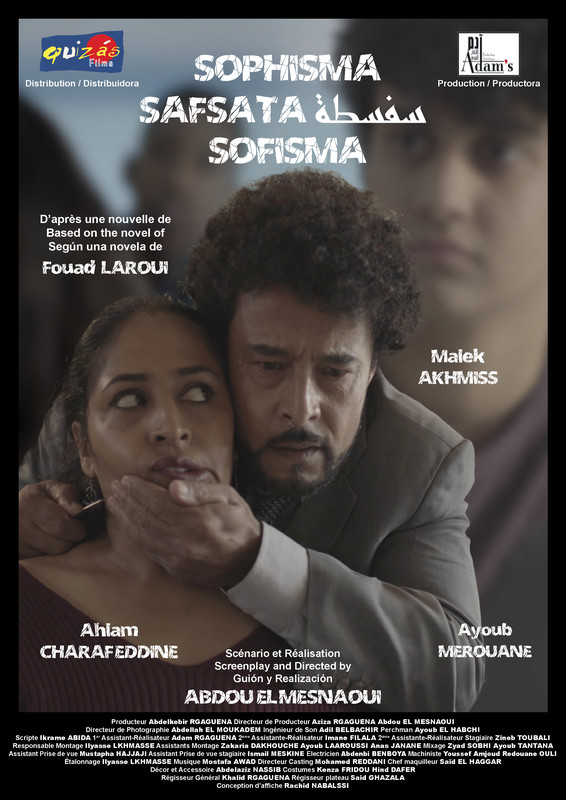 quizás
Films
Distribution / Distribuidora
آدم
Adam's
Production / Productora
SOPHISMA
SAFSATA سفسطة
SOFISMA
D'après une nouvelle de
Based on the novel of
Según una novela de
Fouad LAROUI
Malek
AKHMISS
Ahlam
CHARAFEDDINE
Ayoub
MEROUANE
Scénario et Réalisation
Screenplay and Directed by
Guión y Realización
ABDOU EL MESNAOUI
Producteur Abdelkebir RGAGUENA Directeur de Producteur Aziza RGAGUENA Abdou EL MESNAOUI
Directeur de Photographie Abdellah EL MOUKADEM Ingénieur de Son Adil BELBACHIR Perchman Ayoub EL HABCHI
Scripte Ikrame ABIDA 1er Assistant-Réalisateur Adam RGAGUENA 2ème Assistante-Réalisateur Imane FILALA 2ème Assistante-Réalisateur Stagiaire Zineb TOUBALI
Responsable Montage Ilyasse LKHMASSE Assistants Montage Zakaria DAKHOUCHE Ayoub LAAROUSSI Anas JANANE Mixage Zyad SOBHI Ayoub TANTANA
Assistant Prise de vue Mustapha HAJJAJI Assistant Prise de vue stagiaire Ismail MESKINE Electricien Abdenbi BENBOYA Machiniste Youssef Amjoud Redouane OULI
Étalonnage Ilyasse LKHMASSE Musique Mostafa AWAD Directeur Casting Mohamed REDDANI Chef maquilleur Saïd EL HAGGAR
Décor et Accessoire Abdelaziz NASSIB Costumes Kenza FRIDOU Hind DAFER
Régisseur Général Khalid RGAGUENA Régisseur plateau Said GHAZALA
Conception d'affiche Rachid NABALSSI